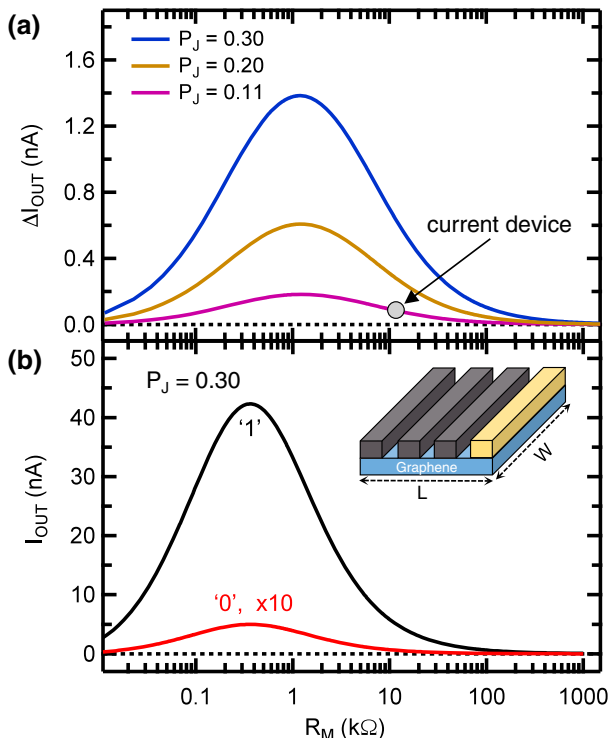 (a)
P_J = 0.30
P_J = 0.20
P_J = 0.11
ΔI_OUT (nA)
1.6
1.2
0.8
0.4
0.0
current device
(b)
P_J = 0.30
I_OUT (nA)
50
40
30
20
10
0
'1'
'0', x10
Graphene
L
W
0.1 1 10 100 1000
R_M (kΩ)